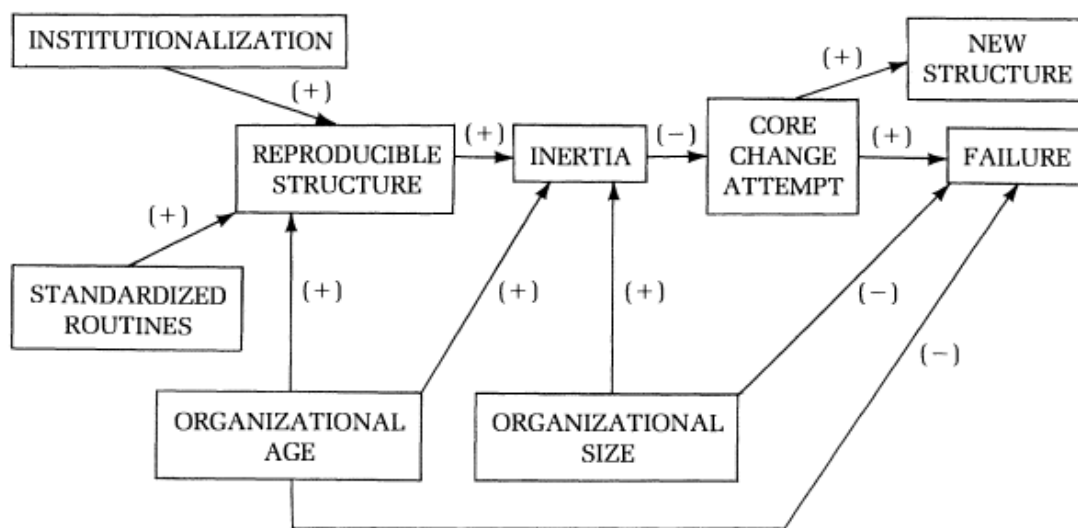 INSTITUTIONALIZATION
(+)
NEW
STRUCTURE
(+)
REPRODUCIBLE
STRUCTURE
(+)
INERTIA
(-)
CORE
CHANGE
ATTEMPT
(+)
FAILURE
(+)
STANDARDIZED
ROUTINES
(+)
(+)
(+)
(-)
(-)
ORGANIZATIONAL
AGE
ORGANIZATIONAL
SIZE